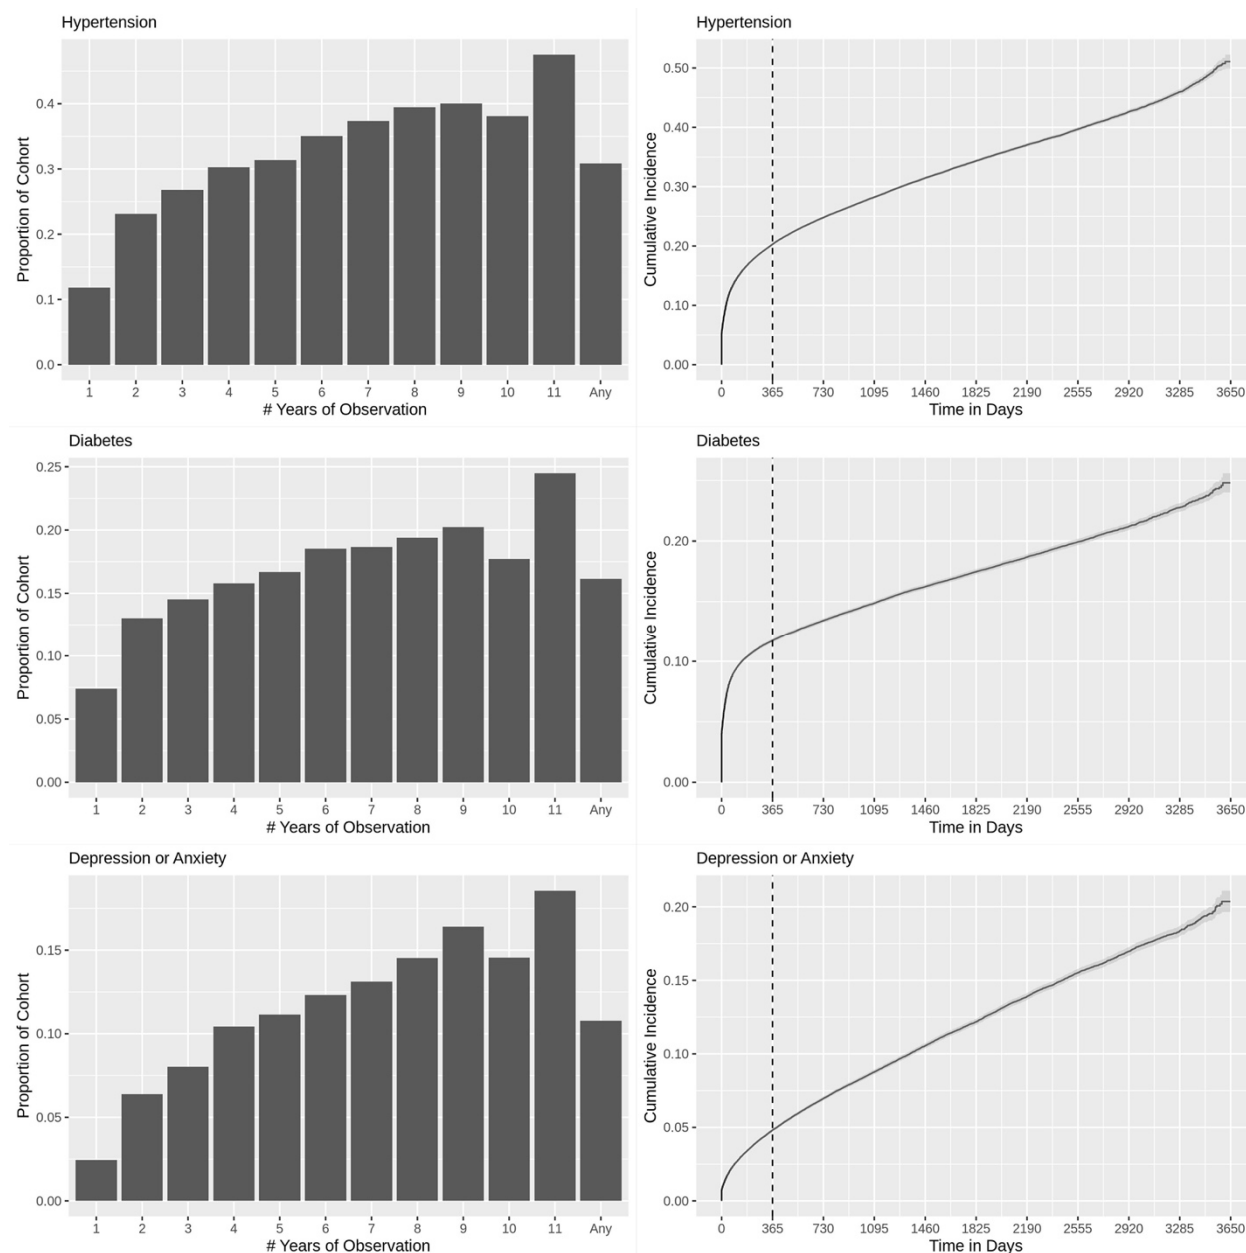 Hypertension
Proportion of Cohort
0.4
0.3
0.2
0.1
0.0
1 2 3 4 5 6 7 8 9 10 11 Any
# Years of Observation
Hypertension
Cumulative Incidence
0.50
0.40
0.30
0.20
0.10
0.00
0 365 730 1095 1460 1825 2190 2555 2920 3285 3650
Time in Days
Diabetes
Proportion of Cohort
0.25
0.20
0.15
0.10
0.05
0.00
1 2 3 4 5 6 7 8 9 10 11 Any
# Years of Observation
Diabetes
Cumulative Incidence
0.20
0.10
0.00
0 365 730 1095 1460 1825 2190 2555 2920 3285 3650
Time in Days
Depression or Anxiety
Proportion of Cohort
0.15
0.10
0.05
0.00
1 2 3 4 5 6 7 8 9 10 11 Any
# Years of Observation
Depression or Anxiety
Cumulative Incidence
0.20
0.15
0.10
0.05
0.00
0 365 730 1095 1460 1825 2190 2555 2920 3285 3650
Time in Days